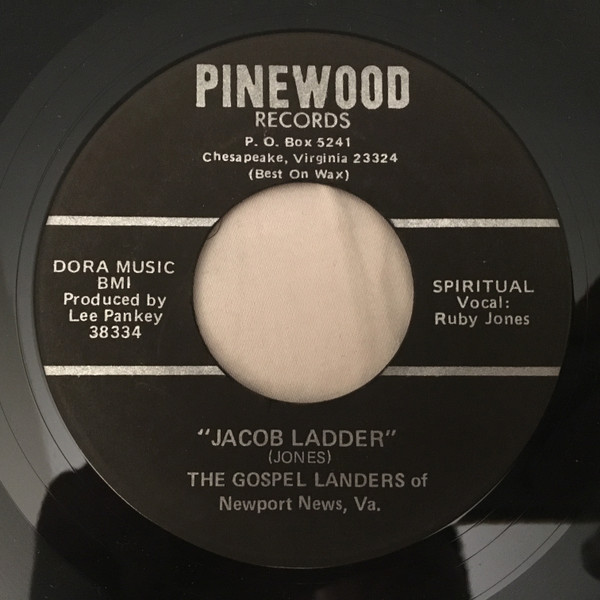 PINEWOOD
RECORDS
P. O. Box 5241
Chesapeake, Virginia 23324
(Best On Wax)
DORA MUSIC
BMI
Produced by
Lee Pankey
38334
SPIRITUAL
Vocal:
Ruby Jones
"JACOB LADDER"
(JONES)
THE GOSPEL LANDERS of
Newport News, Va.